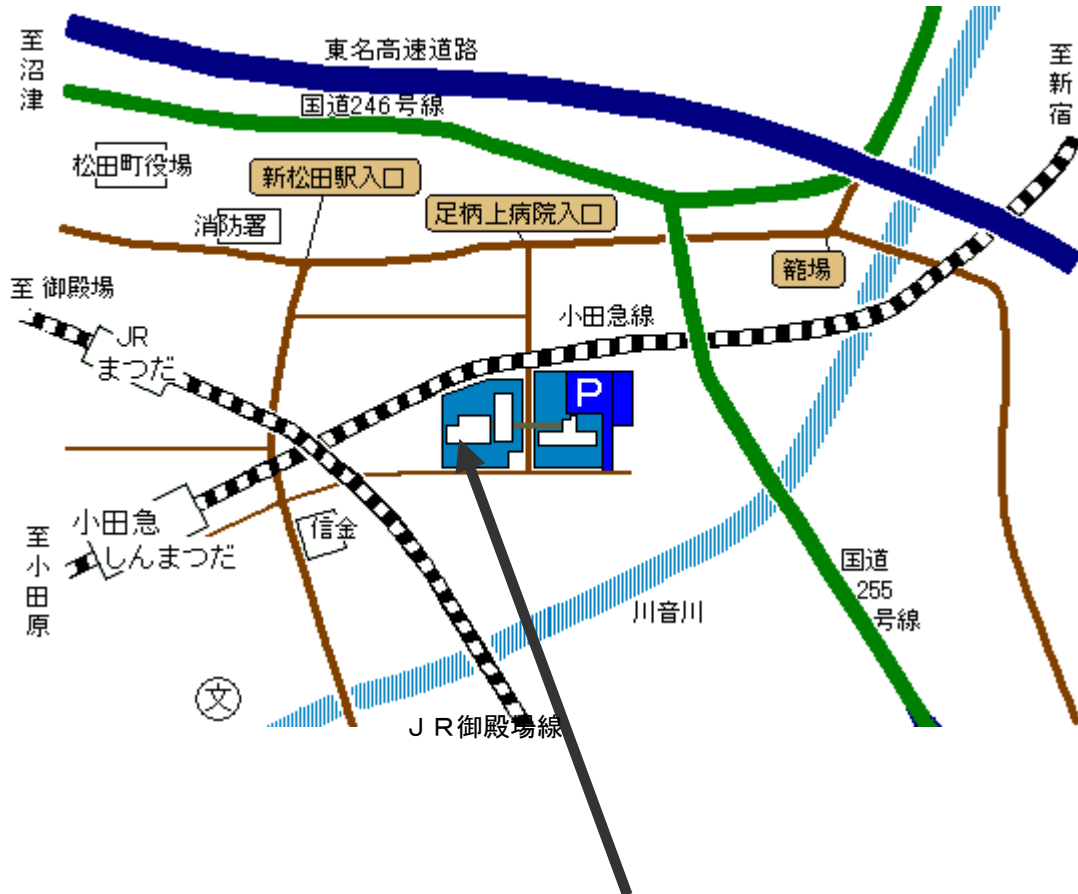 至沼津
東名高速道路
至新宿
国道246号線
松田町役場
新松田駅入口
足柄上病院入口
消防署
籠場
至 御殿場
小田急線
JR
まつだ
P
小田急
しんまつだ
信金
至小田原
国道
255
号線
川音川
文
ＪＲ御殿場線